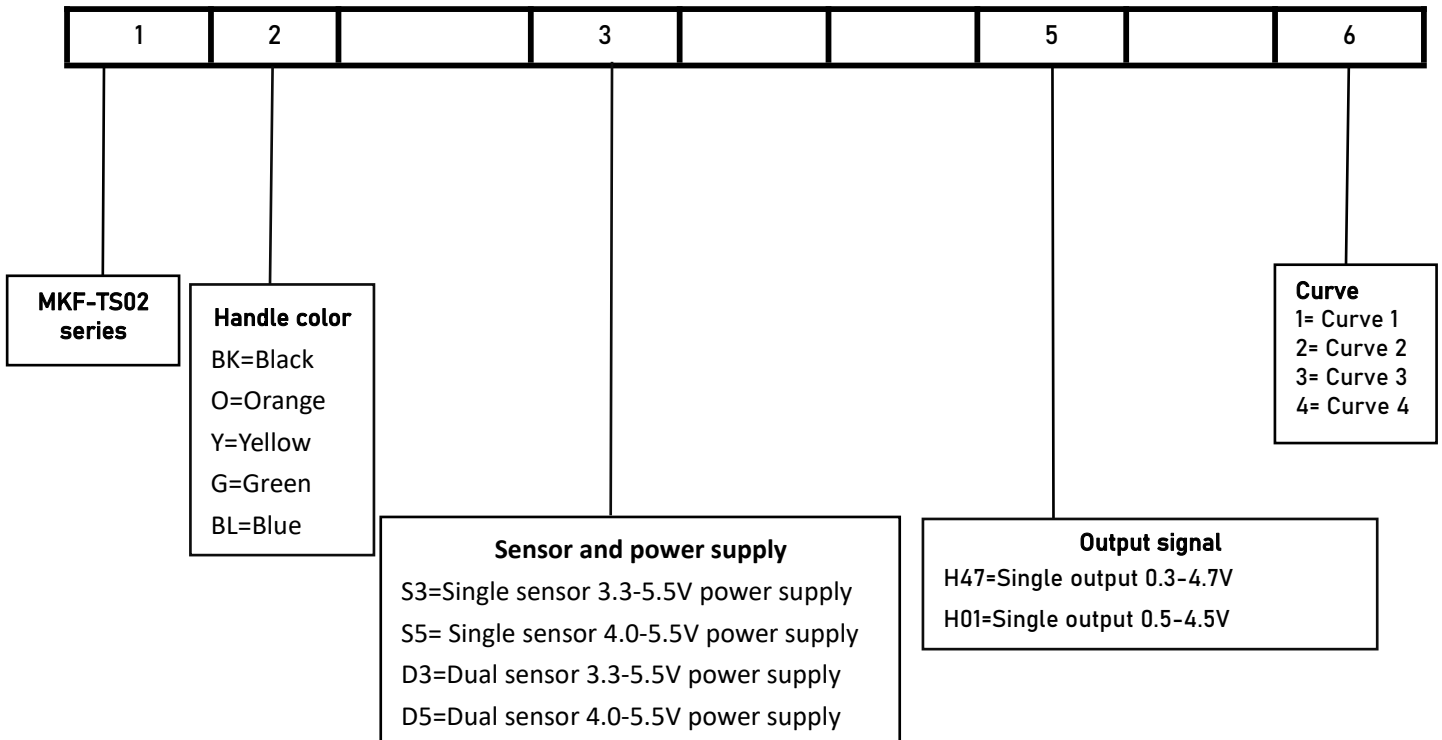 1 2 3 5 6
MKF-TS02
series
Handle color
BK=Black
O=Orange
Y=Yellow
G=Green
BL=Blue
Sensor and power supply
S3=Single sensor 3.3-5.5V power supply
S5= Single sensor 4.0-5.5V power supply
D3=Dual sensor 3.3-5.5V power supply
D5=Dual sensor 4.0-5.5V power supply
Output signal
H47=Single output 0.3-4.7V
H01=Single output 0.5-4.5V
Curve
1= Curve 1
2= Curve 2
3= Curve 3
4= Curve 4